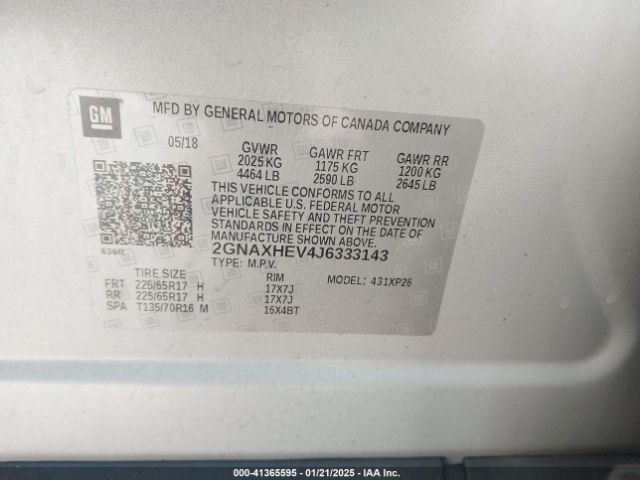 GM
MFD BY GENERAL MOTORS OF CANADA COMPANY
05/18
GVWR GAWR FRT GAWR RR
2025 KG 1175 KG 1200 KG
4464 LB 2590 LB 2645 LB
THIS VEHICLE CONFORMS TO ALL
APPLICABLE U.S. FEDERAL MOTOR
VEHICLE SAFETY AND THEFT PREVENTION
STANDARDS IN EFFECT ON THE DATE OF
MANUFACTURE SHOWN ABOVE.
2GNAXHEV4J6333143
TYPE: M.P.V.
TIRE SIZE RIM MODEL: 431XP26
FRT 225/65R17 H 17X7J
RR 225/65R17 H 17X7J
SPA T135/70R16 M 16X4BT
000-41365595 - 01/21/2025 - IAA Inc.